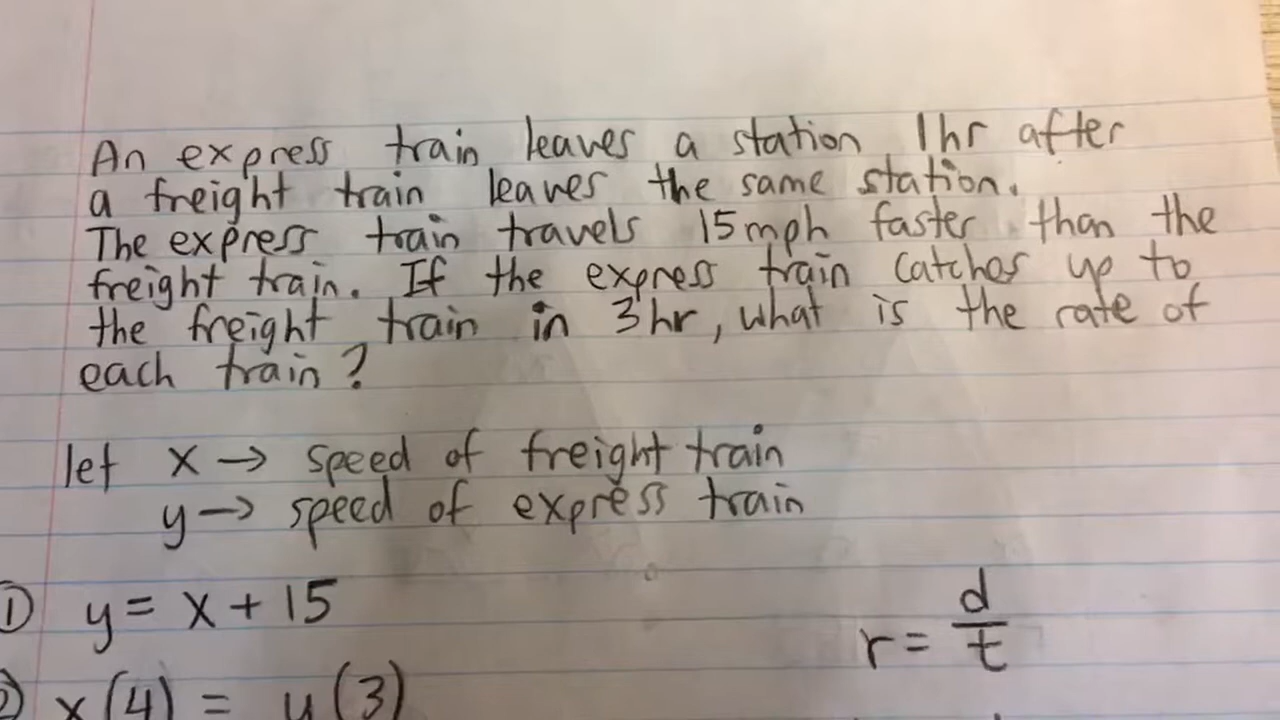 An express train leaves a station 1hr after
a freight train leaves the same station.
The express train travels 15mph faster than the
freight train. If the express train catches up to
the freight train in 3hr, what is the rate of
each train?
let x → speed of freight train
y → speed of express train
① y = x + 15
r = d/t
② x(4) = y(3)